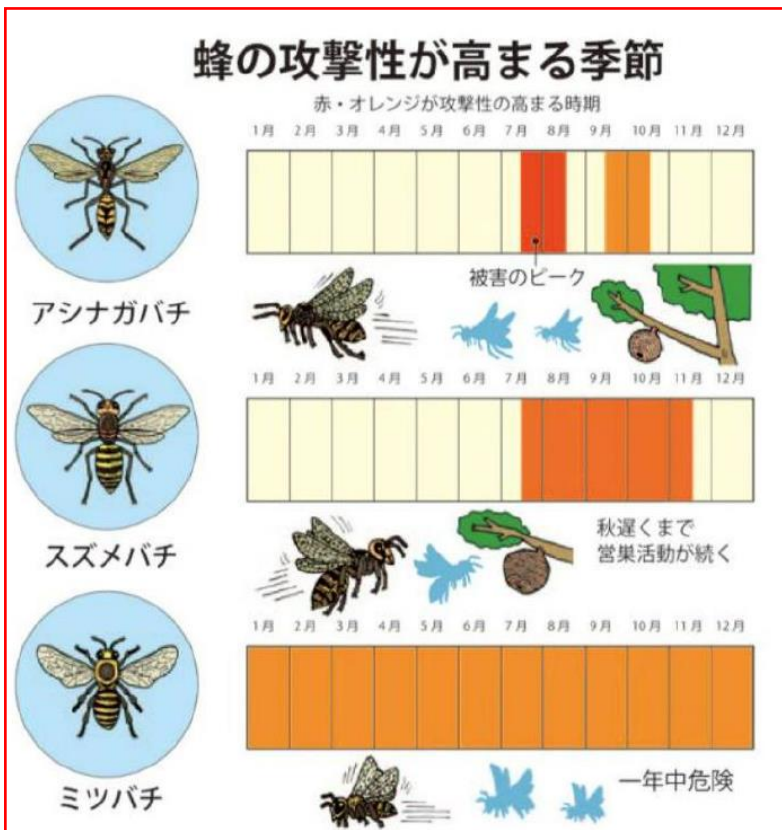 蜂の攻撃性が高まる季節
赤・オレンジが攻撃性の高まる時期
1月 2月 3月 4月 5月 6月 7月 8月 9月 10月 11月 12月
被害のピーク
アシナガバチ
1月 2月 3月 4月 5月 6月 7月 8月 9月 10月 11月 12月
秋遅くまで
営巣活動が続く
スズメバチ
1月 2月 3月 4月 5月 6月 7月 8月 9月 10月 11月 12月
一年中危険
ミツバチ